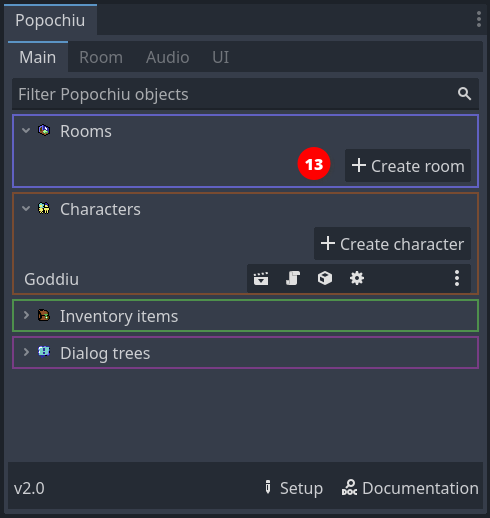 Popochiu
Main Room Audio UI
Filter Popochiu objects
Rooms
13 + Create room
Characters
+ Create character
Goddiu
Inventory items
Dialog trees
v2.0 Setup DOC Documentation